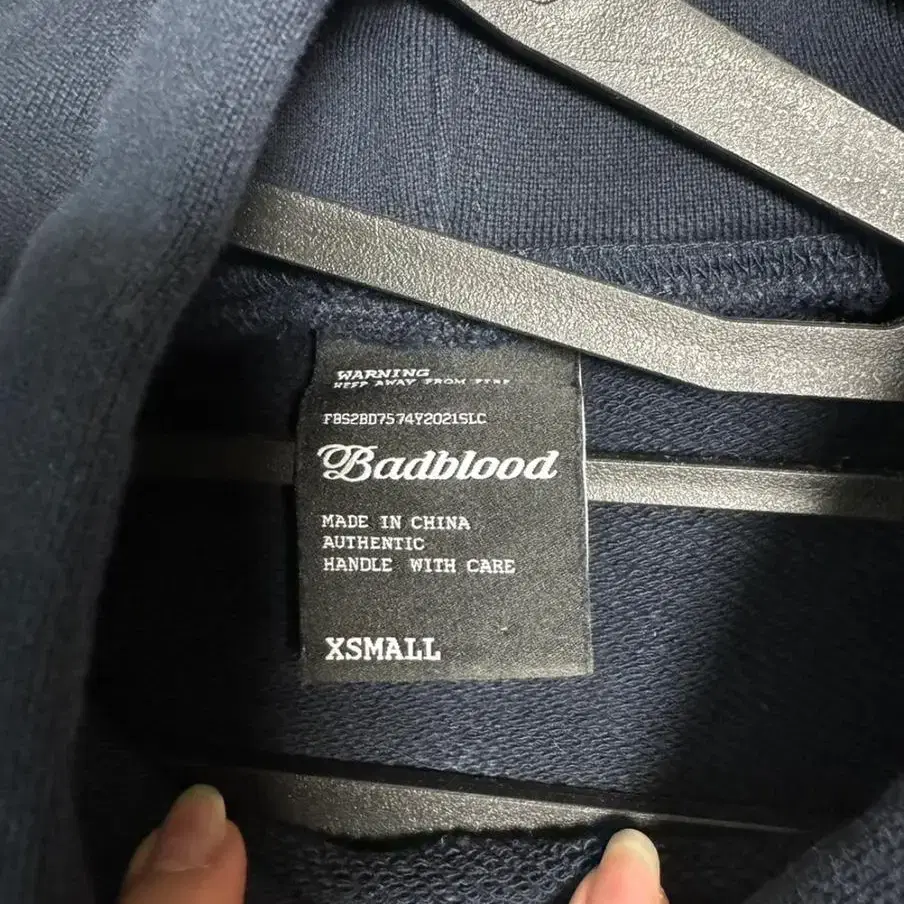 WARNING
KEEP AWAY FROM FIRE
FBS2BD7574Y2021SLC
Badblood
MADE IN CHINA
AUTHENTIC
HANDLE WITH CARE
XSMALL